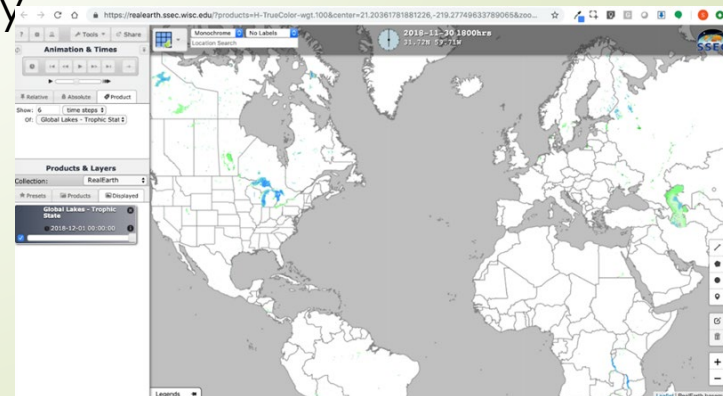 y
https://realearth.ssec.wisc.edu/?products=H-TrueColor-wgt.100&center=21.20361781881226,-219.27749633789065&zoo...
Tools
Share
Monochrome
No Labels
Location Search
2018-11-30 1800hrs
SSEC
Animation & Times
Relative
Absolute
Product
Show: 6 time steps
Of: Global Lakes - Trophic Stat
Products & Layers
Collection: RealEarth
Presets
Products
Displayed
Global Lakes - Trophic
State
2018-12-01 00:00:00
Legends